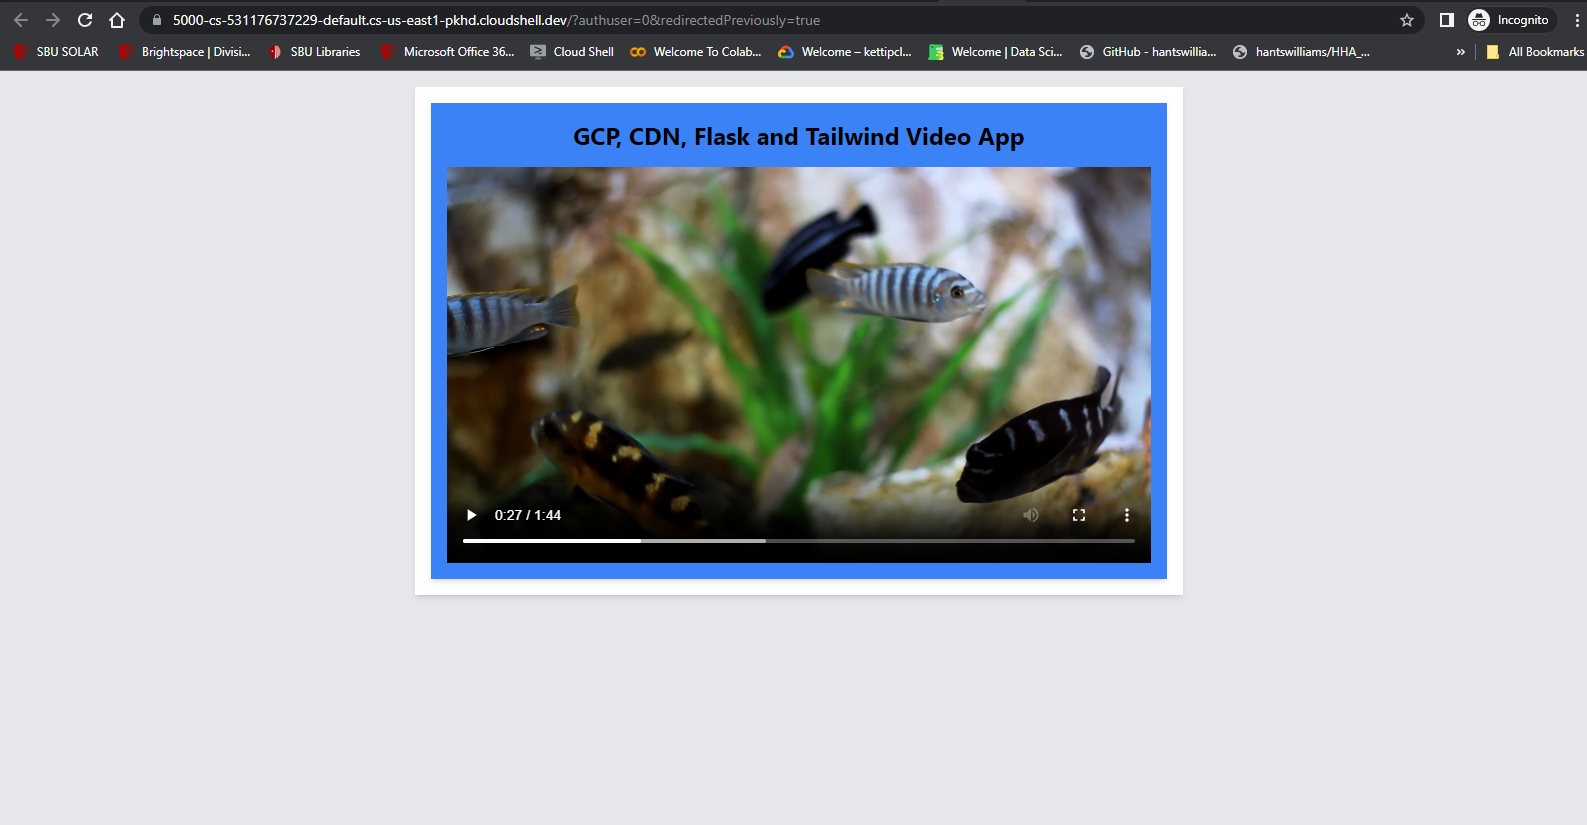 5000-cs-531176737229-default.cs-us-east1-pkhd.cloudshell.dev/?authuser=0&redirectedPreviously=true
Incognito
SBU SOLAR
Brightspace | Divisi...
SBU Libraries
Microsoft Office 36...
Cloud Shell
Welcome To Colab...
Welcome – kettipcl...
Welcome | Data Sci...
GitHub - hantswillia...
hantswilliams/HHA_...
»
All Bookmarks
GCP, CDN, Flask and Tailwind Video App
0:27 / 1:44